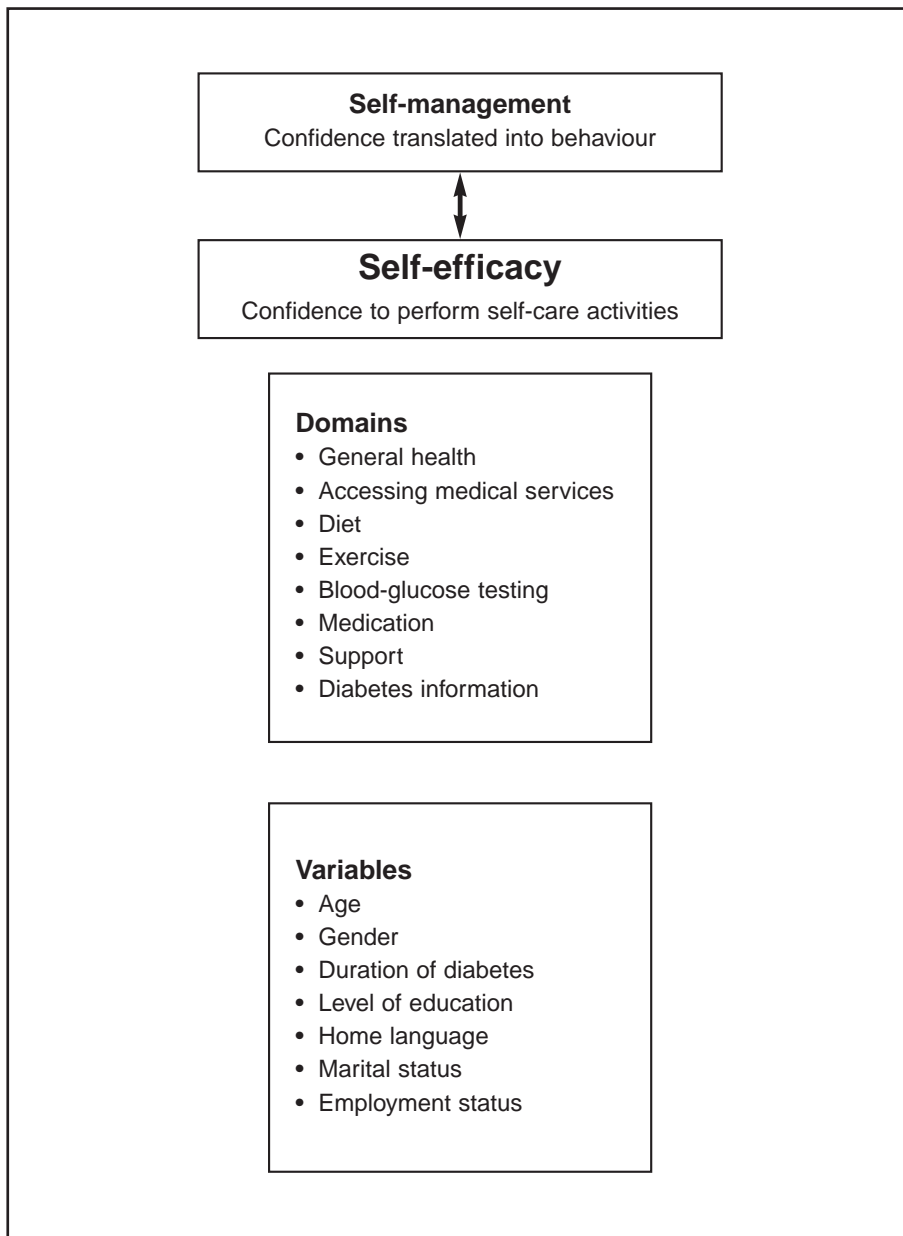 Self-management
Confidence translated into behaviour
Self-efficacy
Confidence to perform self-care activities
Domains
• General health
• Accessing medical services
• Diet
• Exercise
• Blood-glucose testing
• Medication
• Support
• Diabetes information
Variables
• Age
• Gender
• Duration of diabetes
• Level of education
• Home language
• Marital status
• Employment status